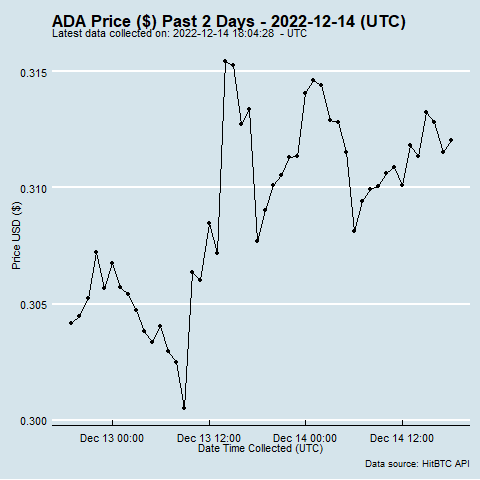 ADA Price ($) Past 2 Days - 2022-12-14 (UTC)
Latest data collected on: 2022-12-14 18:04:28 - UTC
0.315
0.310
0.305
0.300
Price USD ($)
Dec 13 00:00 Dec 13 12:00 Dec 14 00:00 Dec 14 12:00
Date Time Collected (UTC)
Data source: HitBTC API